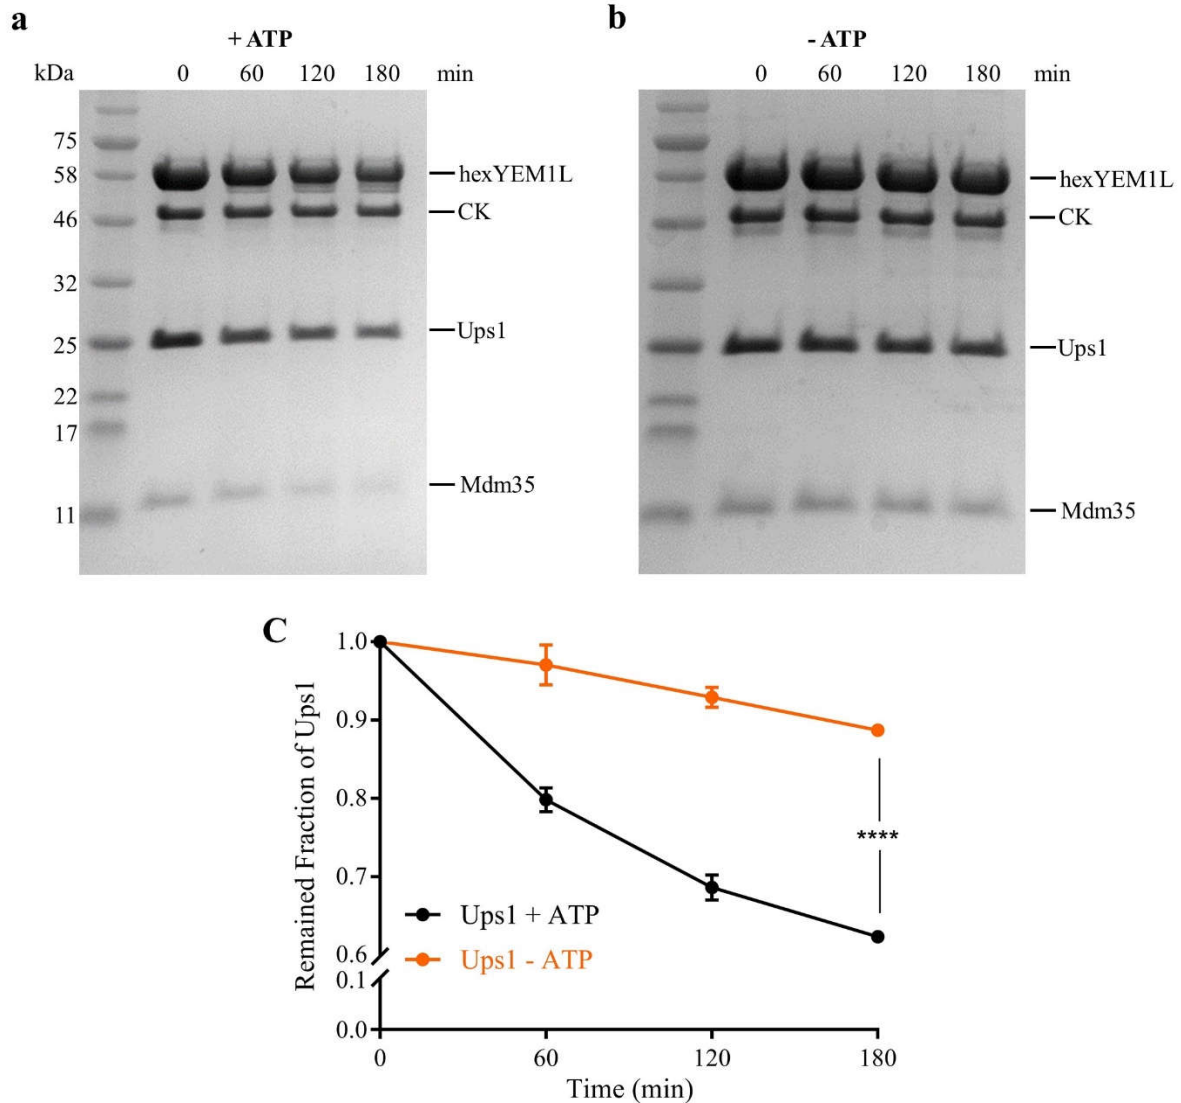 a
+ ATP
kDa 0 60 120 180 min
75
58
46
32
25
22
17
11
hexYEM1L
CK
Ups1
Mdm35
b
- ATP
0 60 120 180 min
hexYEM1L
CK
Ups1
Mdm35
C
Remained Fraction of Ups1
1.0
0.9
0.8
0.7
0.6
0.1
0.0
****
Ups1 + ATP
Ups1 - ATP
0 60 120 180
Time (min)